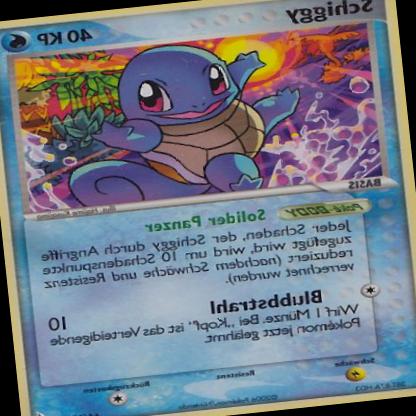 Schiggy
40 KP
BASIS
Poké-BODY Solider Panzer
Jeder Schaden, der Schiggy durch Angriffe
zugefügt wird, wird um 10 Schadenspunkte
reduziert (nachdem Schwäche und Resistenz
verrechnet wurden).
Blubbstrahl 10
Wirf 1 Münze. Bei „Kopf" ist das Verteidigende
Pokémon jetzt gelähmt.
Schwäche Resistenz Rückzugskosten
©2006 Pokémon